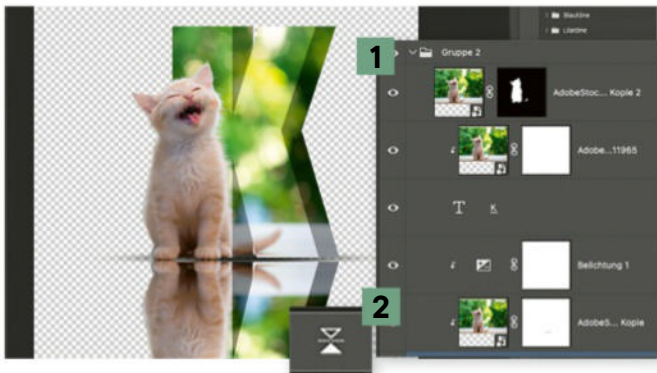 Blautöne
Lilatöne
1
Gruppe 2
AdobeStoc... Kopie 2
Adobe...11965
T K
Belichtung 1
2
AdobeS... Kopie